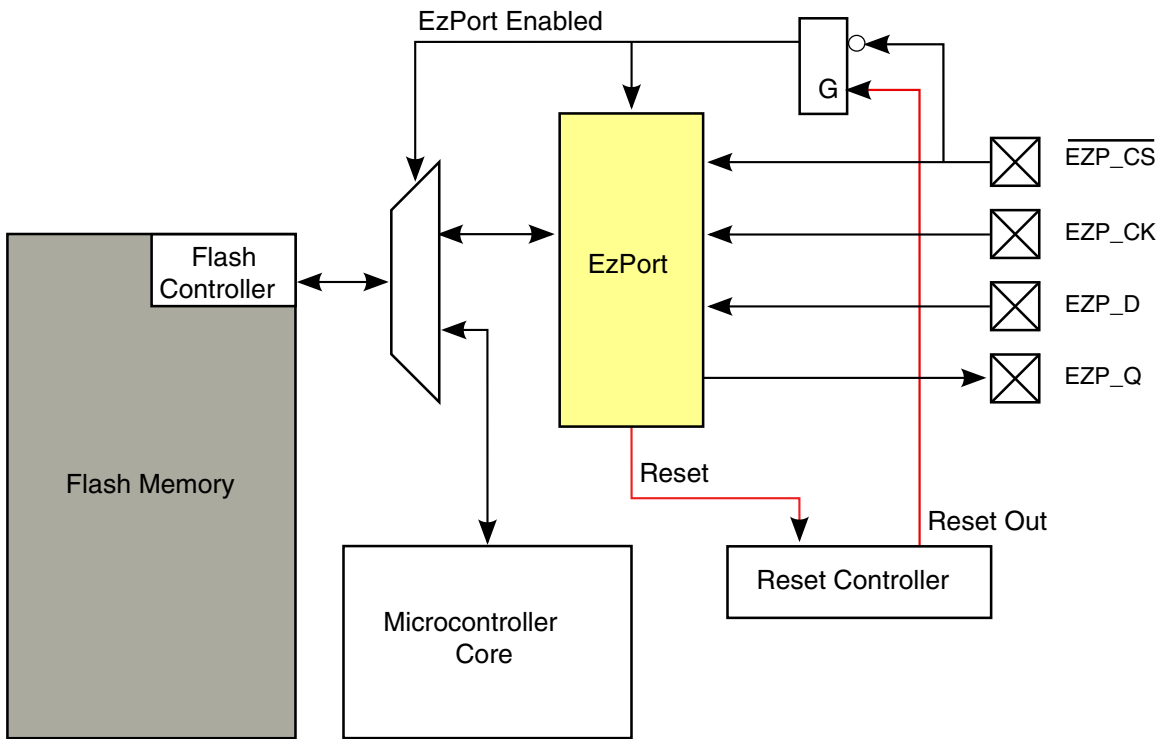 EzPort Enabled
G
EZP_CS
EZP_CK
EZP_D
EZP_Q
Flash
Controller
EzPort
Flash Memory
Reset
Reset Out
Reset Controller
Microcontroller
Core